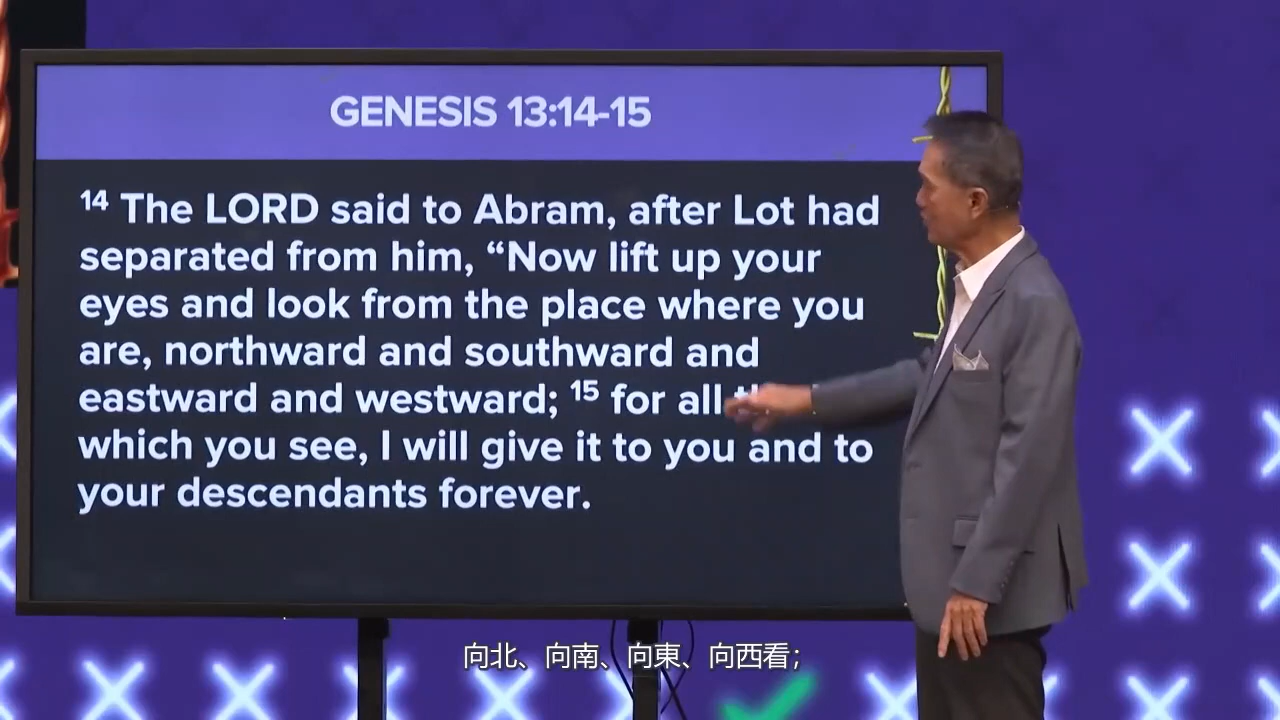 GENESIS 13:14-15
14 The LORD said to Abram, after Lot had
separated from him, “Now lift up your
eyes and look from the place where you
are, northward and southward and
eastward and westward; 15 for all
which you see, I will give it to you and to
your descendants forever.
向北、向南、向東、向西看；